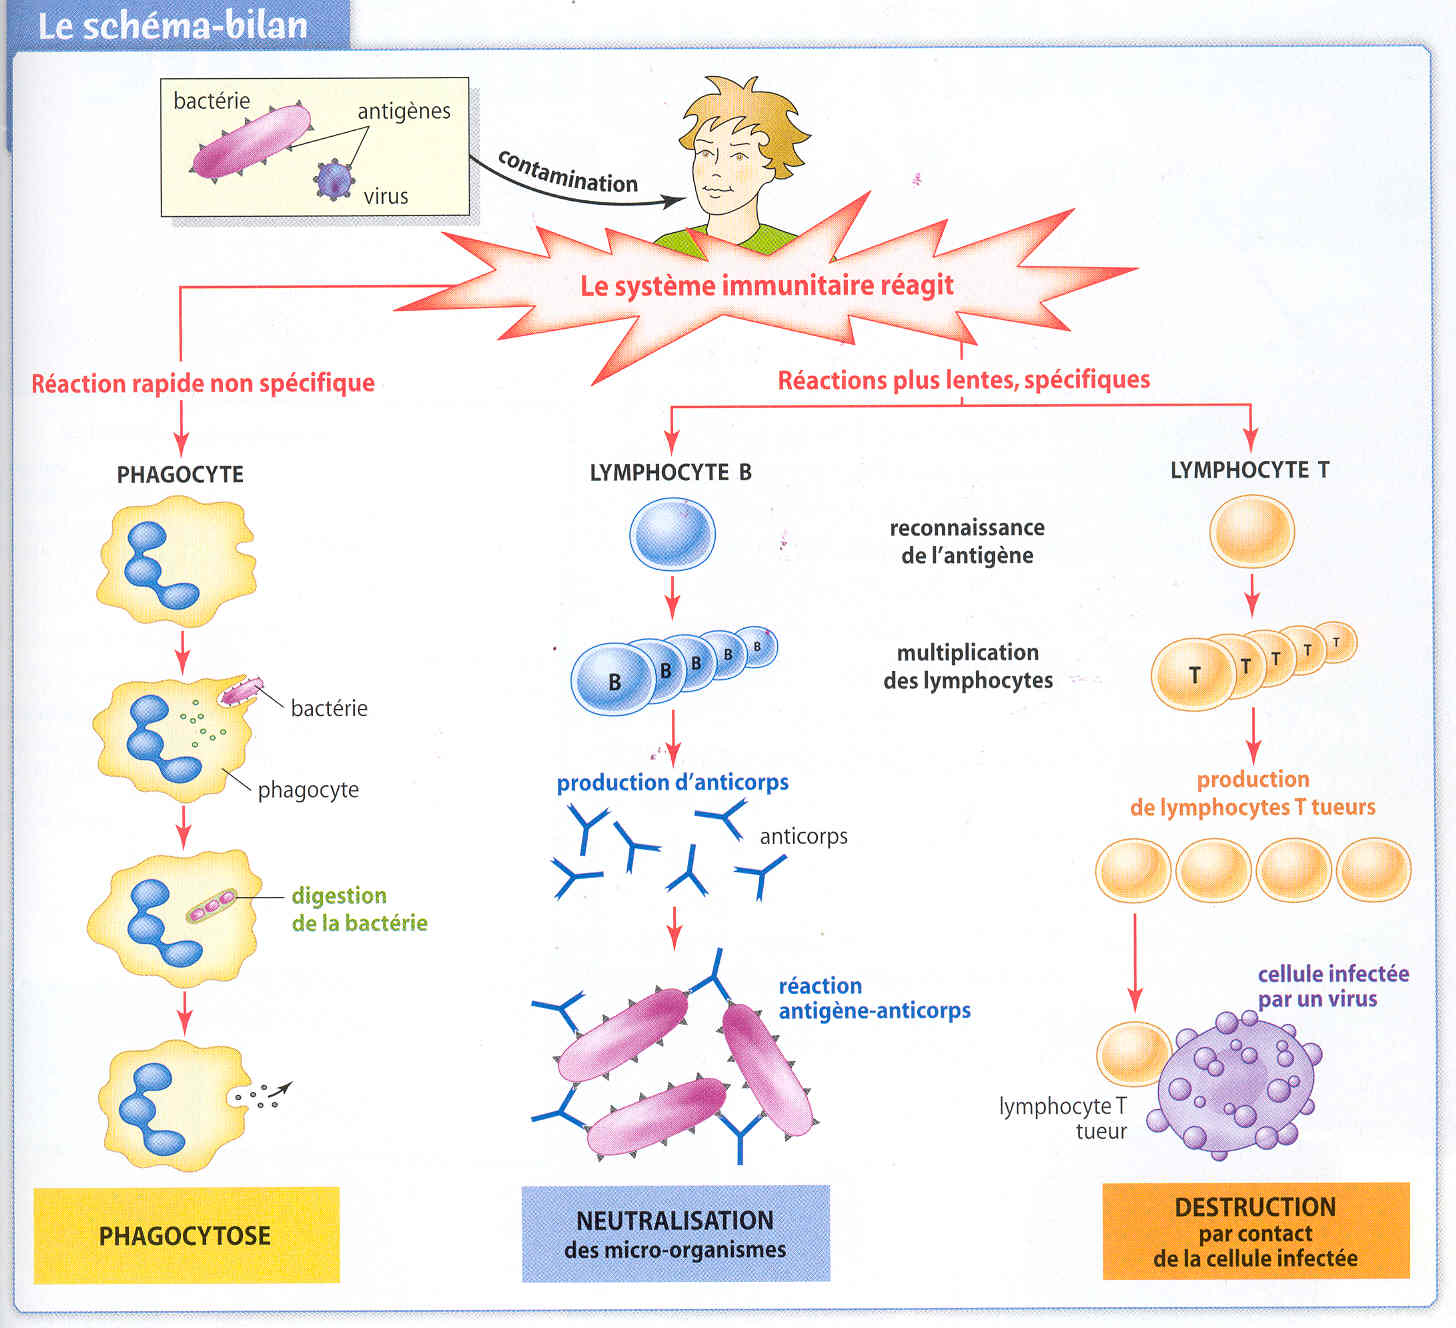 Le schéma-bilan
bactérie
antigènes
virus
contamination
Le système immunitaire réagit
Réaction rapide non spécifique
Réactions plus lentes, spécifiques
PHAGOCYTE
LYMPHOCYTE B
LYMPHOCYTE T
reconnaissance
de l'antigène
B B B B B
multiplication
des lymphocytes
T T T T T
bactérie
phagocyte
production d'anticorps
anticorps
production
de lymphocytes T tueurs
digestion
de la bactérie
réaction
antigène-anticorps
cellule infectée
par un virus
lymphocyte T
tueur
PHAGOCYTOSE
NEUTRALISATION
des micro-organismes
DESTRUCTION
par contact
de la cellule infectée